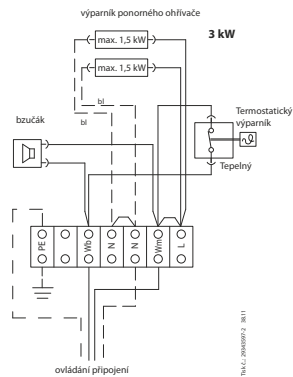 výparník ponorného ohřívače
3 kW
max. 1,5 kW
max. 1,5 kW
bl
bl
bzučák
Termostatický
výparník
Tepelný
PE
Wb
N
N
Wm
L
ovládání připojení
Tisk č.: 29343597-2 38.11